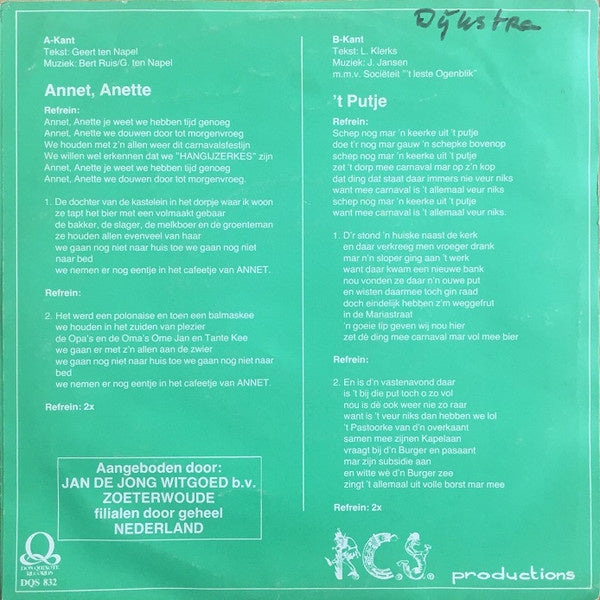 Dijkstra
A-Kant
Tekst: Geert ten Napel
Muziek: Bert Ruis/G. ten Napel
Annet, Anette
Refrein:
Annet, Anette je weet we hebben tijd genoeg
Annet, Anette we douwen door tot morgenvroeg
We houden met z'n allen weer dit carnavalsfestijn
We willen wel erkennen dat we "HANGIJZERKES" zijn
Annet, Anette je weet we hebben tijd genoeg
Annet, Anette we douwen door tot morgenvroeg.
1. De dochter van de kastelein in het dorpje waar ik woon
ze tapt het bier met een volmaakt gebaar
de bakker, de slager, de melkboer en de groenteman
ze houden allen evenveel van haar
we gaan nog niet naar huis toe we gaan nog niet
naar bed
we nemen er nog eentje in het cafeetje van ANNET.
Refrein:
2. Het werd een polonaise en toen een balmaskee
we houden in het zuiden van plezier
de Opa's en de Oma's Ome Jan en Tante Kee
we gaan er met z'n allen aan de zwier
we gaan nog niet naar huis toe we gaan nog niet naar
bed
we nemen er nog eentje in het cafeetje van ANNET.
Refrein: 2x
Aangeboden door:
JAN DE JONG WITGOED b.v.
ZOETERWOUDE
filialen door geheel
NEDERLAND
Q
DON QUIXOTE
RECORDS
DQS 832
B-Kant
Tekst: L. Klerks
Muziek: J. Jansen
m.m.v. Sociëteit "'t leste Ogenblik"
't Putje
Refrein:
Schep nog mar 'n keerke uit 't putje
doe t'r nog mar gauw 'n schepke bovenop
schep nog mar 'n keerke uit 't putje
zet 't dorp mee carnaval mar op z'n kop
dat ding dat staat daar immers nie veur niks
want mee carnaval is 't allemaal veur niks
schep nog mar 'n keerke uit 't putje
want mee carnaval is 't allemaal veur niks.
1. D'r stond 'n huiske naast de kerk
en daar verkreeg men vroeger drank
mar n'n sloper ging aan 't werk
want daar kwam een nieuwe bank
nou vonden ze daar n'n ouwe put
en wisten daarmee toch gin raad
doch eindelijk hebben z'm weggefrut
in de Mariastraat
'n goeie tip geven wij nou hier
zet dè ding mee carnaval mar vol mee bier
Refrein:
2. En is d'n vastenavond daar
is 't bij die put toch o zo vol
nou is dè ook weer nie zo raar
want is 't veur niks dan hebben we lol
't Pastoorke van d'n overkaant
samen mee zijnen Kapelaan
vraagt bij d'n Burger en pasaant
mar zijn subsidie aan
en witte wè d'n Burger zee
zingt 't allemaal uit volle borst mar mee
Refrein: 2x
K.C.S. productions